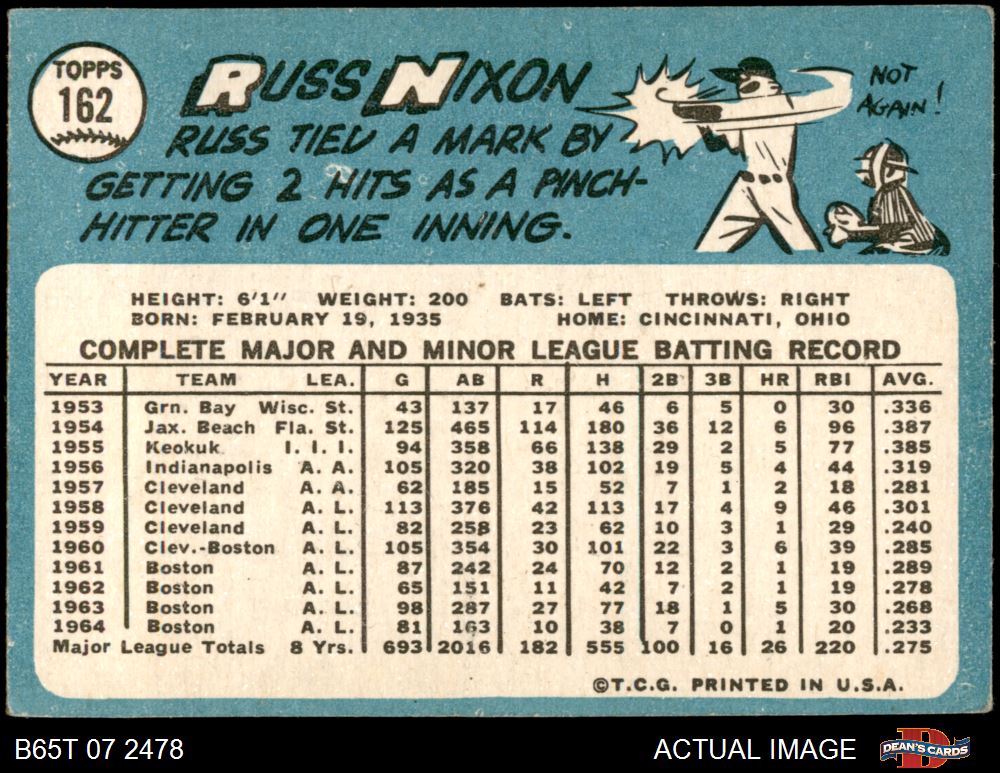 TOPPS
162
RUSS NIXON
RUSS TIED A MARK BY
GETTING 2 HITS AS A PINCH-
HITTER IN ONE INNING.
NOT
AGAIN!
HEIGHT: 6'1" WEIGHT: 200 BATS: LEFT THROWS: RIGHT
BORN: FEBRUARY 19, 1935 HOME: CINCINNATI, OHIO
COMPLETE MAJOR AND MINOR LEAGUE BATTING RECORD
YEAR TEAM LEA. G AB R H 2B 3B HR RBI AVG.
1953 Grn. Bay Wisc. St. 43 137 17 46 6 5 0 30 .336
1954 Jax. Beach Fla. St. 125 465 114 180 36 12 6 96 .387
1955 Keokuk I. I. I. 94 358 66 138 29 2 5 77 .385
1956 Indianapolis A. A. 105 320 38 102 19 5 4 44 .319
1957 Cleveland A. A. 62 185 15 52 7 1 2 18 .281
1958 Cleveland A. L. 113 376 42 113 17 4 9 46 .301
1959 Cleveland A. L. 82 258 23 62 10 3 1 29 .240
1960 Clev.-Boston A. L. 105 354 30 101 22 3 6 39 .285
1961 Boston A. L. 87 242 24 70 12 2 1 19 .289
1962 Boston A. L. 65 151 11 42 7 2 1 19 .278
1963 Boston A. L. 98 287 27 77 18 1 5 30 .268
1964 Boston A. L. 81 163 10 38 7 0 1 20 .233
Major League Totals 8 Yrs. 693 2016 182 555 100 16 26 220 .275
©T.C.G. PRINTED IN U.S.A.
B65T 07 2478 ACTUAL IMAGE DEAN'S CARDS